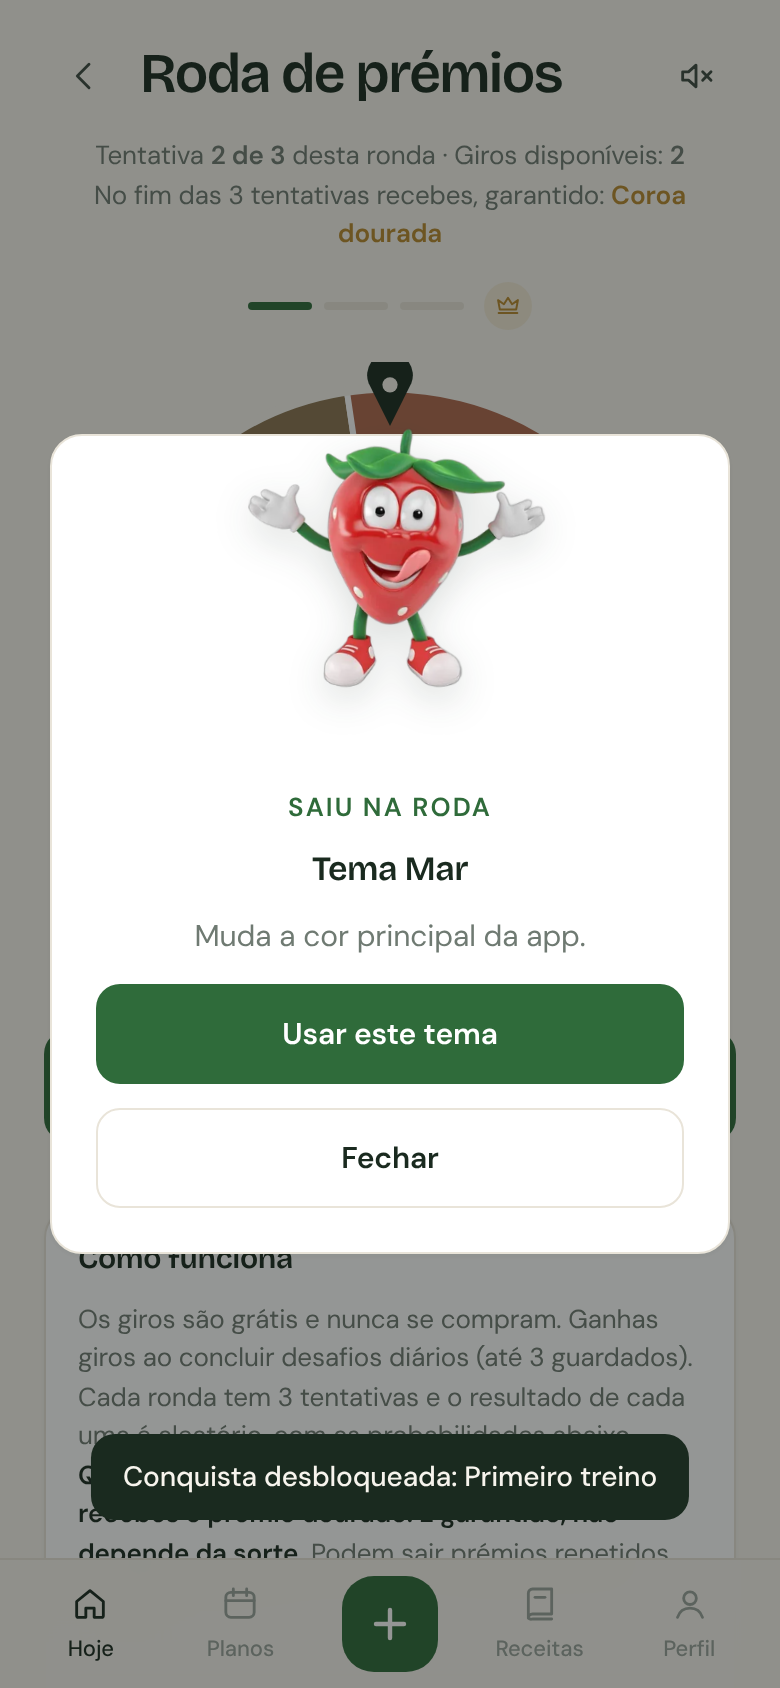 Roda de prémios
Tentativa 2 de 3 desta ronda · Giros disponíveis: 2
No fim das 3 tentativas recebes, garantido: Coroa
dourada
SAIU NA RODA
Tema Mar
Muda a cor principal da app.
Usar este tema
Fechar
Como funciona
Os giros são grátis e nunca se compram. Ganhas
giros ao concluir desafios diários (até 3 guardados).
Cada ronda tem 3 tentativas e o resultado de cada
Conquista desbloqueada: Primeiro treino
depende da sorte. Podem sair prémios repetidos
Hoje
Planos
Receitas
Perfil